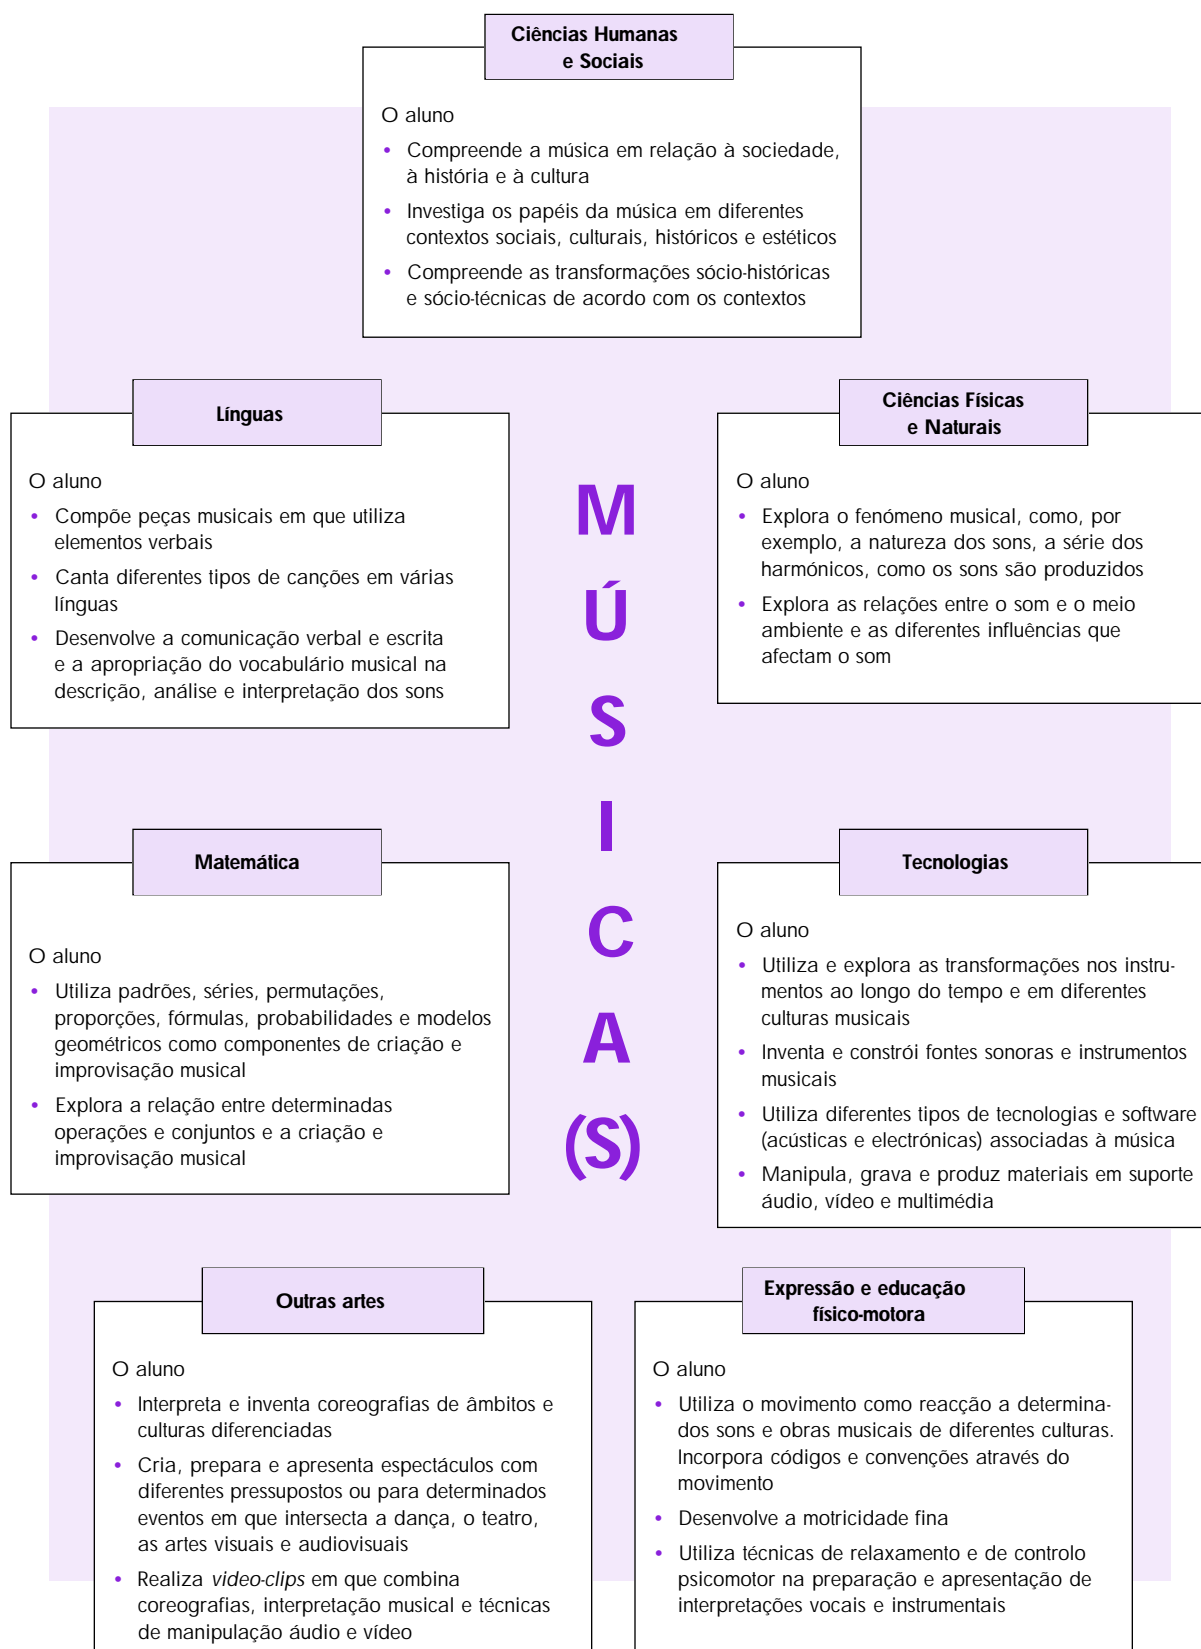 Ciências Humanas
e Sociais
O aluno
• Compreende a música em relação à sociedade,
à história e à cultura
• Investiga os papéis da música em diferentes
contextos sociais, culturais, históricos e estéticos
• Compreende as transformações sócio-históricas
e sócio-técnicas de acordo com os contextos
Línguas
O aluno
• Compõe peças musicais em que utiliza
elementos verbais
• Canta diferentes tipos de canções em várias
línguas
• Desenvolve a comunicação verbal e escrita
e a apropriação do vocabulário musical na
descrição, análise e interpretação dos sons
Ciências Físicas
e Naturais
O aluno
• Explora o fenómeno musical, como, por
exemplo, a natureza dos sons, a série dos
harmónicos, como os sons são produzidos
• Explora as relações entre o som e o meio
ambiente e as diferentes influências que
afectam o som
M
Ú
S
I
C
A
(S)
Matemática
O aluno
• Utiliza padrões, séries, permutações,
proporções, fórmulas, probabilidades e modelos
geométricos como componentes de criação e
improvisação musical
• Explora a relação entre determinadas
operações e conjuntos e a criação e
improvisação musical
Tecnologias
O aluno
• Utiliza e explora as transformações nos instru-
mentos ao longo do tempo e em diferentes
culturas musicais
• Inventa e constrói fontes sonoras e instrumentos
musicais
• Utiliza diferentes tipos de tecnologias e software
(acústicas e electrónicas) associadas à música
• Manipula, grava e produz materiais em suporte
áudio, vídeo e multimédia
Outras artes
O aluno
• Interpreta e inventa coreografias de âmbitos e
culturas diferenciadas
• Cria, prepara e apresenta espectáculos com
diferentes pressupostos ou para determinados
eventos em que intersecta a dança, o teatro,
as artes visuais e audiovisuais
• Realiza video-clips em que combina
coreografias, interpretação musical e técnicas
de manipulação áudio e vídeo
Expressão e educação
físico-motora
O aluno
• Utiliza o movimento como reacção a determina-
dos sons e obras musicais de diferentes culturas.
Incorpora códigos e convenções através do
movimento
• Desenvolve a motricidade fina
• Utiliza técnicas de relaxamento e de controlo
psicomotor na preparação e apresentação de
interpretações vocais e instrumentais